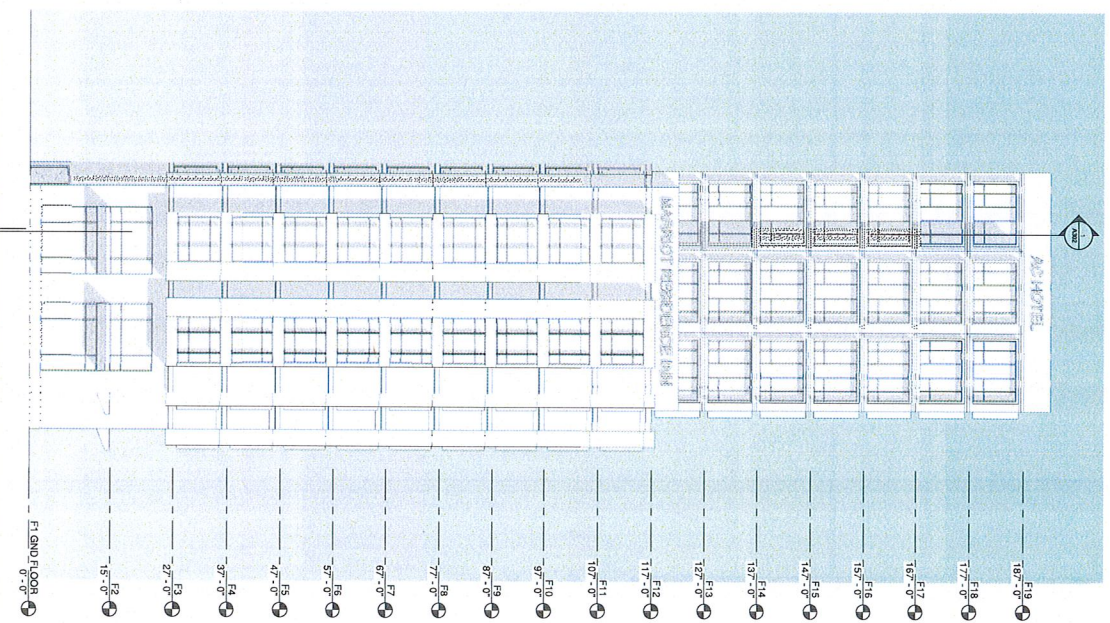 1
A302
AC HOTEL
MARRIOT RESIDENCE INN
F19
187' - 0"
F18
177' - 0"
F17
167' - 0"
F16
157' - 0"
F15
147' - 0"
F14
137' - 0"
F13
127' - 0"
F12
117' - 0"
F11
107' - 0"
F10
97' - 0"
F9
87' - 0"
F8
77' - 0"
F7
67' - 0"
F6
57' - 0"
F5
47' - 0"
F4
37' - 0"
F3
27' - 0"
F2
15' - 0"
F1 GND FLOOR
0' - 0"